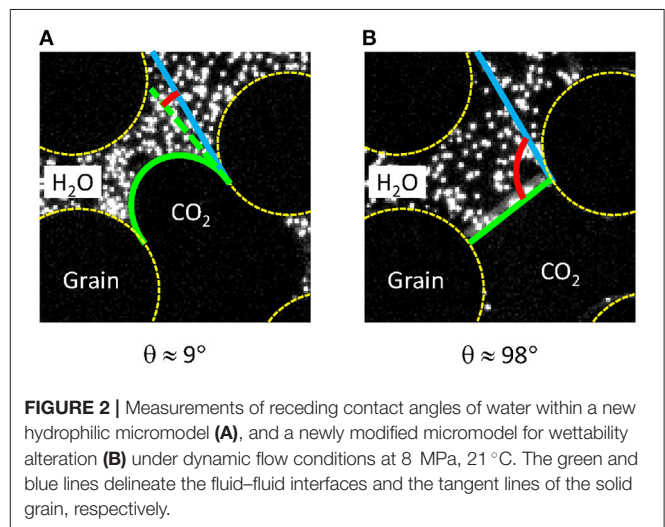 A
B
H₂O
CO₂
Grain
H₂O
CO₂
Grain
θ ≈ 9°
θ ≈ 98°
FIGURE 2 | Measurements of receding contact angles of water within a new
hydrophilic micromodel (A), and a newly modified micromodel for wettability
alteration (B) under dynamic flow conditions at 8 MPa, 21 °C. The green and
blue lines delineate the fluid–fluid interfaces and the tangent lines of the solid
grain, respectively.